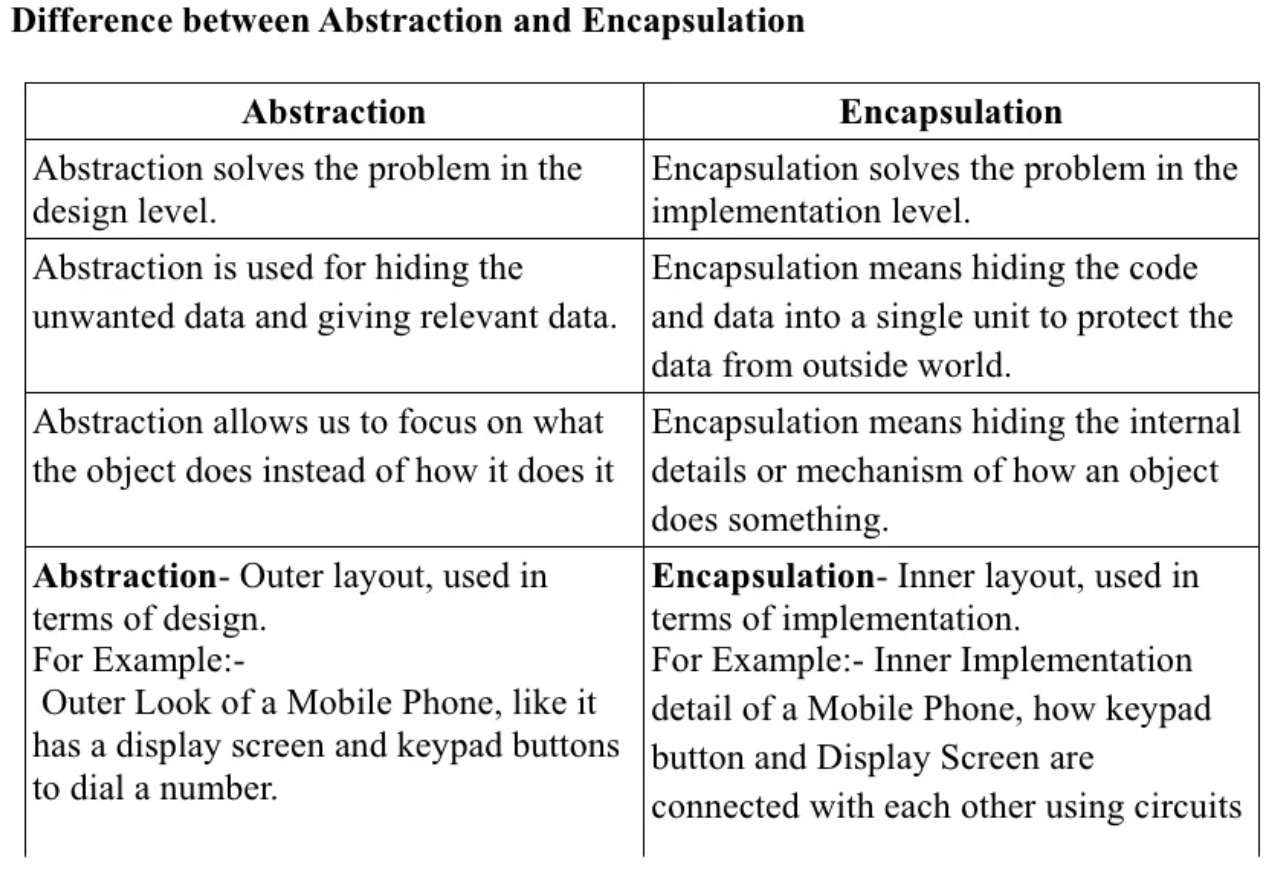 Difference between Abstraction and Encapsulation
Abstraction
Encapsulation
Abstraction solves the problem in the
design level.
Encapsulation solves the problem in the
implementation level.
Abstraction is used for hiding the
unwanted data and giving relevant data.
Encapsulation means hiding the code
and data into a single unit to protect the
data from outside world.
Abstraction allows us to focus on what
the object does instead of how it does it
Encapsulation means hiding the internal
details or mechanism of how an object
does something.
Abstraction- Outer layout, used in
terms of design.
For Example:-
Outer Look of a Mobile Phone, like it
has a display screen and keypad buttons
to dial a number.
Encapsulation- Inner layout, used in
terms of implementation.
For Example:- Inner Implementation
detail of a Mobile Phone, how keypad
button and Display Screen are
connected with each other using circuits